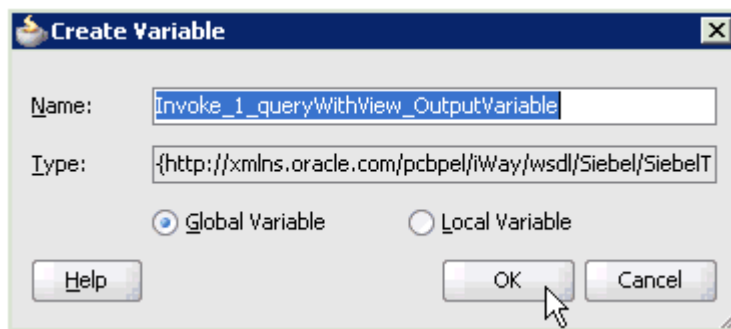 Create Variable
Name: Invoke_1_queryWithView_OutputVariable
Type: {http://xmlns.oracle.com/pcbpel/iWay/wsdl/Siebel/SiebelT
Global Variable Local Variable
Help OK Cancel